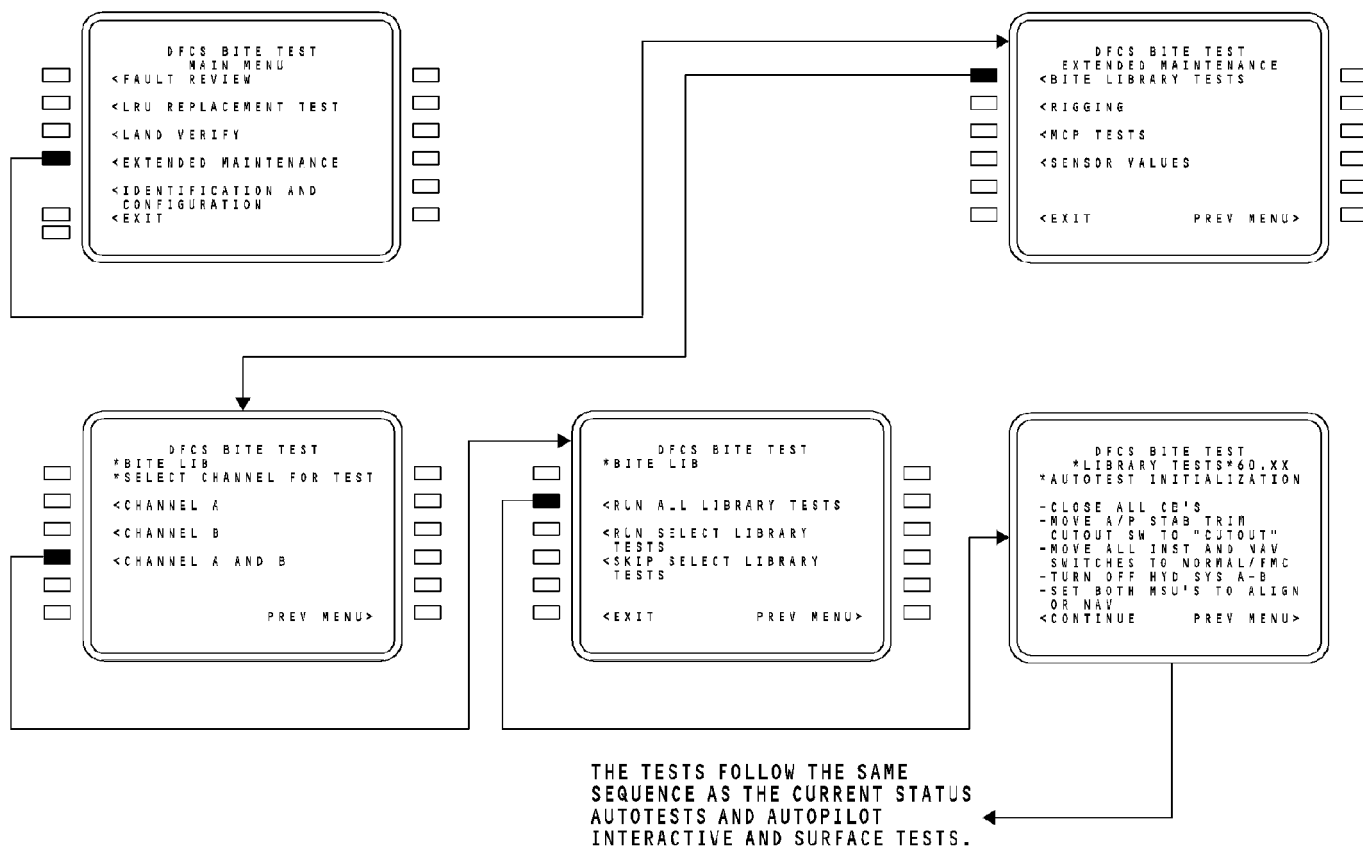 DFCS BITE TEST
MAIN MENU
<FAULT REVIEW
<LRU REPLACEMENT TEST
<LAND VERIFY
<EXTENDED MAINTENANCE
<IDENTIFICATION AND
CONFIGURATION
<EXIT
DFCS BITE TEST
EXTENDED MAINTENANCE
<BITE LIBRARY TESTS
<RIGGING
<MCP TESTS
<SENSOR VALUES
<EXIT PREV MENU>
DFCS BITE TEST
*BITE LIB
*SELECT CHANNEL FOR TEST
<CHANNEL A
<CHANNEL B
<CHANNEL A AND B
PREV MENU>
DFCS BITE TEST
*BITE LIB
<RUN ALL LIBRARY TESTS
<RUN SELECT LIBRARY
TESTS
<SKIP SELECT LIBRARY
TESTS
<EXIT PREV MENU>
DFCS BITE TEST
*LIBRARY TESTS*60.XX
*AUTOTEST INITIALIZATION
-CLOSE ALL CB'S
-MOVE A/P STAB TRIM
CUTOUT SW TO "CUTOUT"
-MOVE ALL INST AND NAV
SWITCHES TO NORMAL/FMC
-TURN OFF HYD SYS A-B
-SET BOTH MSU'S TO ALIGN
OR NAV
<CONTINUE PREV MENU>
THE TESTS FOLLOW THE SAME
SEQUENCE AS THE CURRENT STATUS
AUTOTESTS AND AUTOPILOT
INTERACTIVE AND SURFACE TESTS.